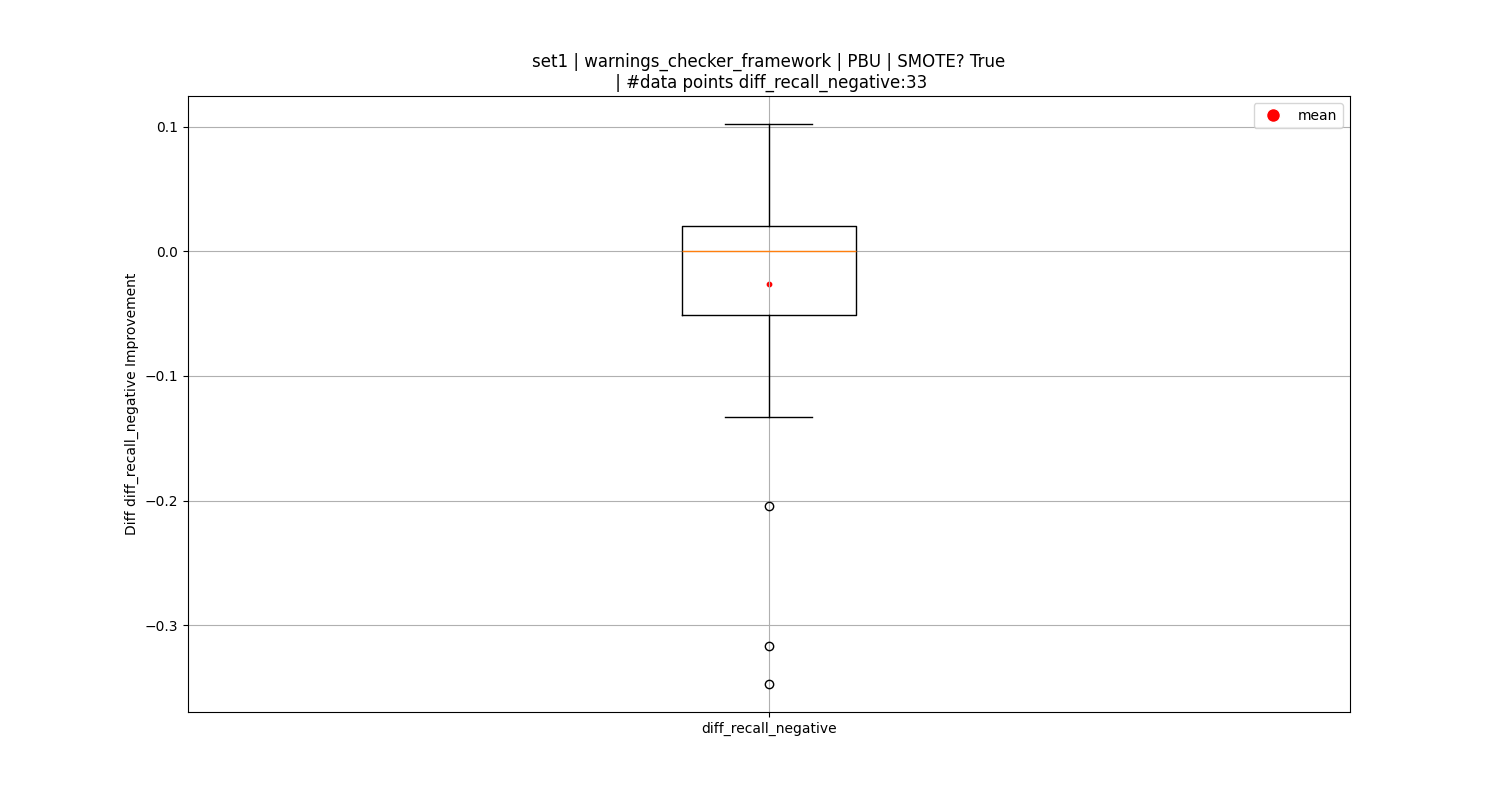 set1 | warnings_checker_framework | PBU | SMOTE? True
| #data points diff_recall_negative:33
mean
0.1
0.0
−0.1
−0.2
−0.3
Diff diff_recall_negative Improvement
diff_recall_negative